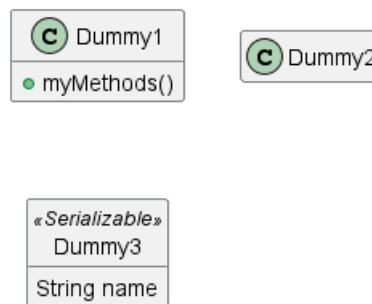 C Dummy1
myMethods()
C Dummy2
«Serializable»
Dummy3
String name